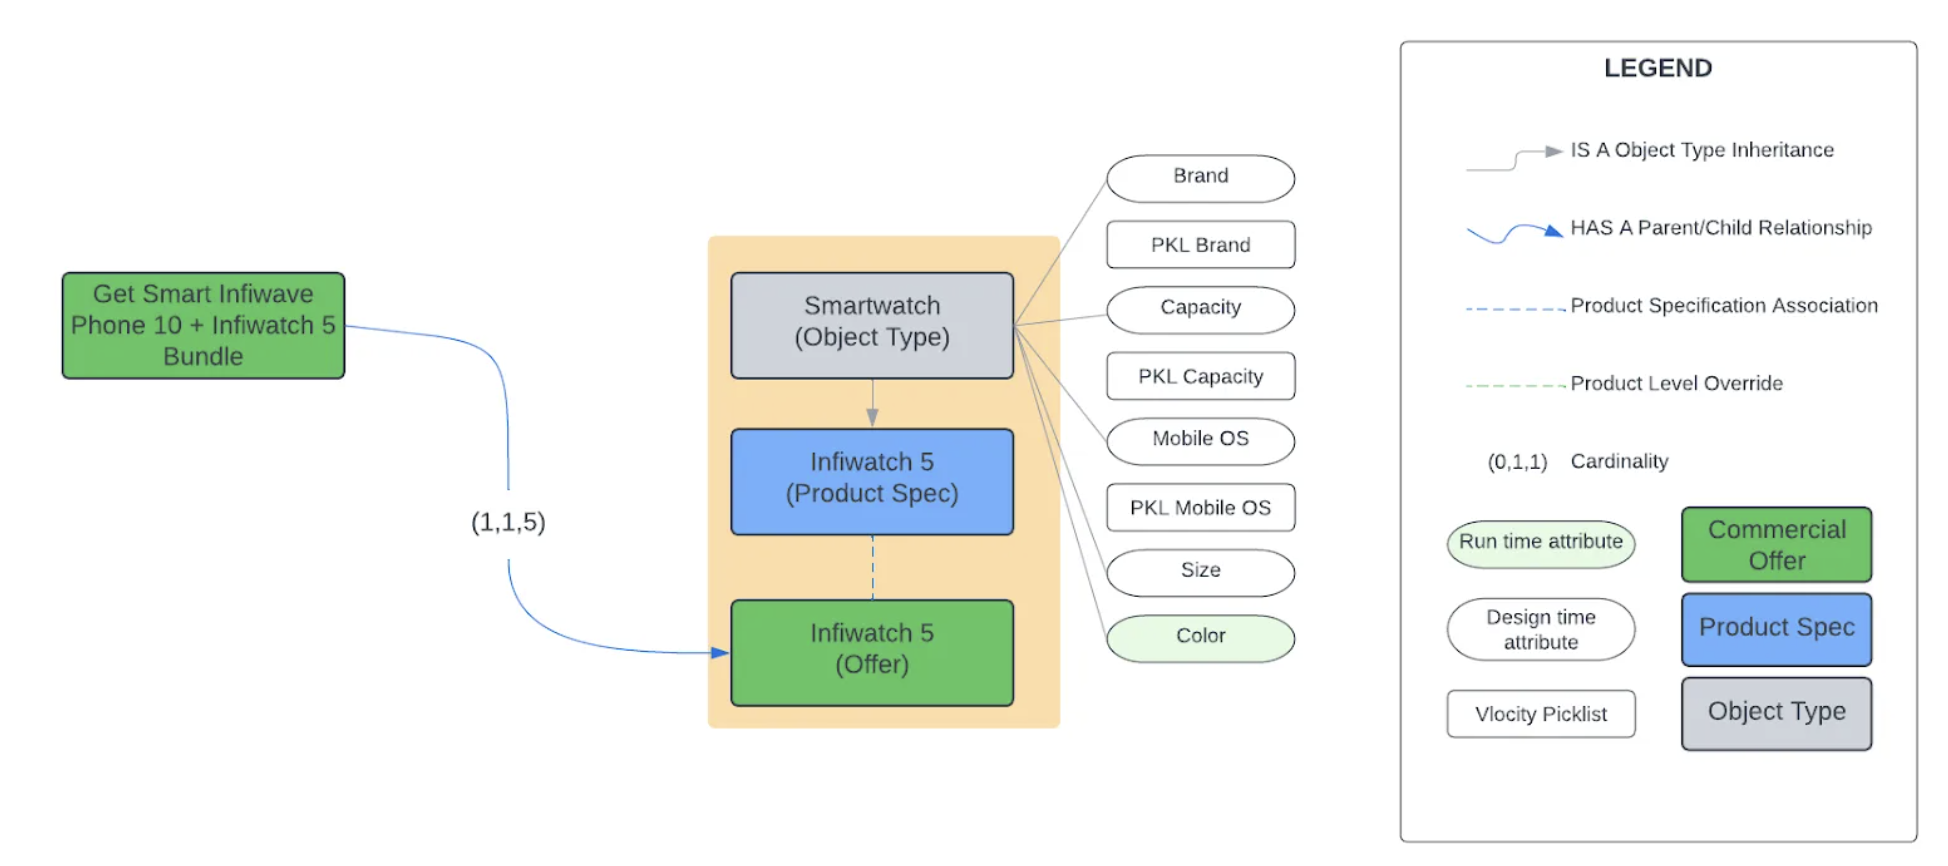 Get Smart Infiwave
Phone 10 + Infiwatch 5
Bundle
(1,1,5)
Smartwatch
(Object Type)
Infiwatch 5
(Product Spec)
Infiwatch 5
(Offer)
Brand
PKL Brand
Capacity
PKL Capacity
Mobile OS
PKL Mobile OS
Size
Color
LEGEND
IS A Object Type Inheritance
HAS A Parent/Child Relationship
Product Specification Association
Product Level Override
(0,1,1) Cardinality
Run time attribute
Commercial
Offer
Design time
attribute
Product Spec
Vlocity Picklist
Object Type